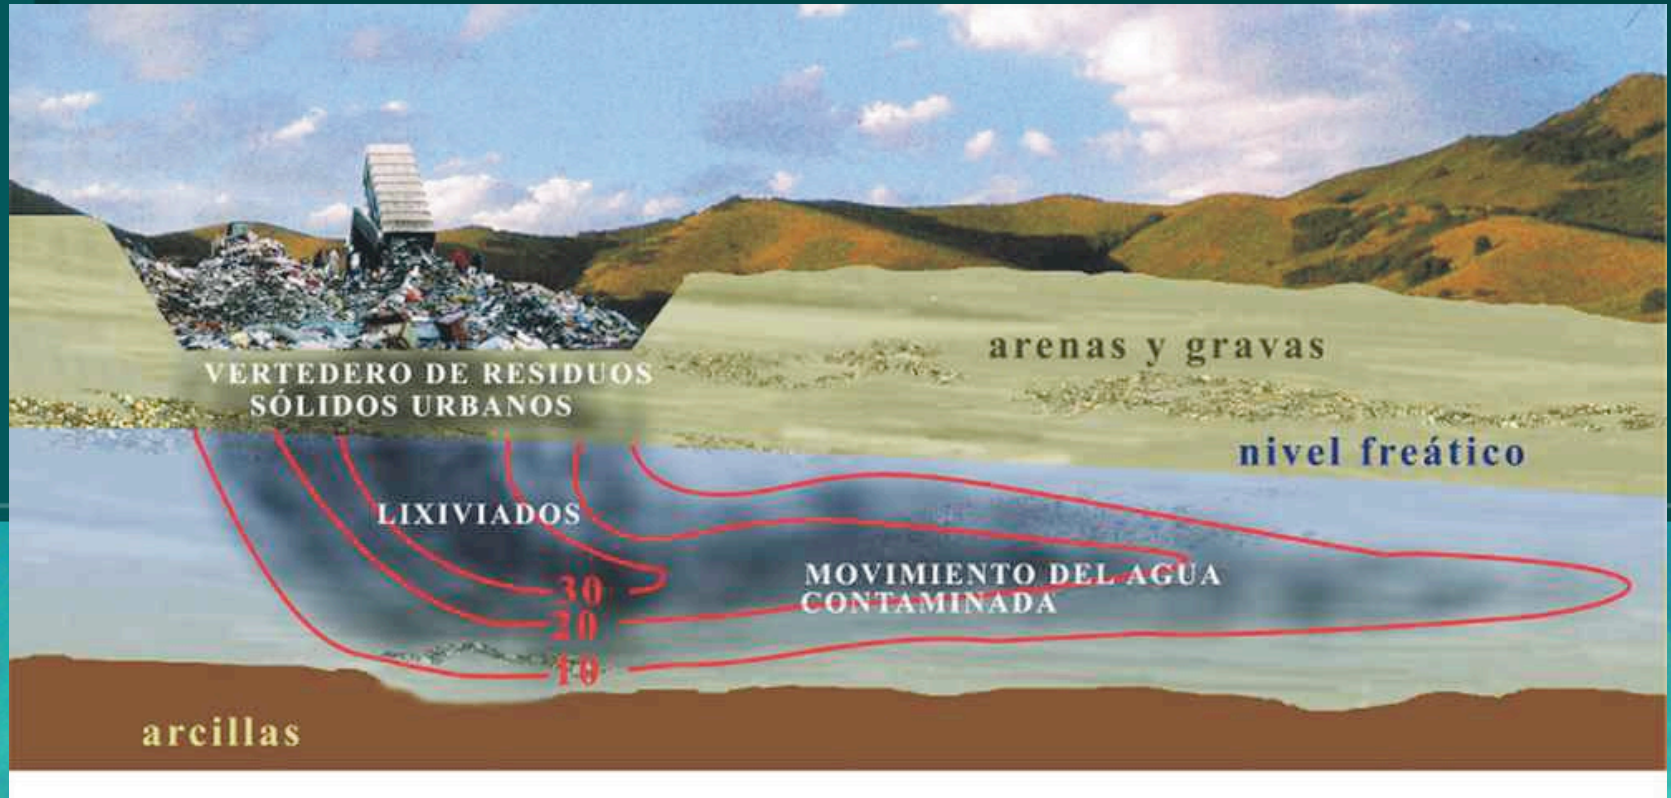 arenas y gravas
VERTEDERO DE RESIDUOS
SÓLIDOS URBANOS
nivel freático
LIXIVIADOS
MOVIMIENTO DEL AGUA
CONTAMINADA
30
20
10
arcillas